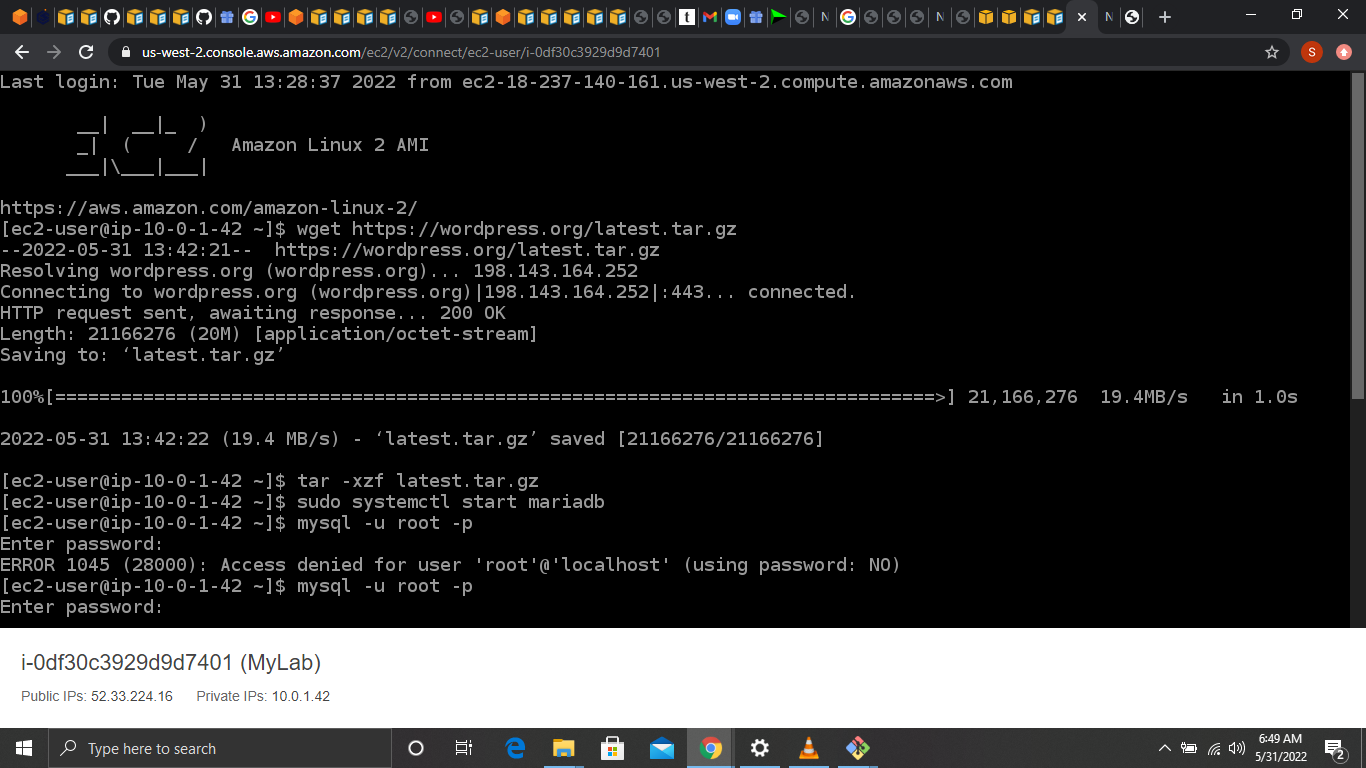 t
N
N
N
us-west-2.console.aws.amazon.com/ec2/v2/connect/ec2-user/i-0df30c3929d9d7401
S
Last login: Tue May 31 13:28:37 2022 from ec2-18-237-140-161.us-west-2.compute.amazonaws.com
       __|  __|_  )
       _|  (     /   Amazon Linux 2 AMI
      ___|\___|___|
https://aws.amazon.com/amazon-linux-2/
[ec2-user@ip-10-0-1-42 ~]$ wget https://wordpress.org/latest.tar.gz
--2022-05-31 13:42:21--  https://wordpress.org/latest.tar.gz
Resolving wordpress.org (wordpress.org)... 198.143.164.252
Connecting to wordpress.org (wordpress.org)|198.143.164.252|:443... connected.
HTTP request sent, awaiting response... 200 OK
Length: 21166276 (20M) [application/octet-stream]
Saving to: ‘latest.tar.gz’
100%[================================================================================>] 21,166,276  19.4MB/s   in 1.0s
2022-05-31 13:42:22 (19.4 MB/s) - ‘latest.tar.gz’ saved [21166276/21166276]
[ec2-user@ip-10-0-1-42 ~]$ tar -xzf latest.tar.gz
[ec2-user@ip-10-0-1-42 ~]$ sudo systemctl start mariadb
[ec2-user@ip-10-0-1-42 ~]$ mysql -u root -p
Enter password:
ERROR 1045 (28000): Access denied for user 'root'@'localhost' (using password: NO)
[ec2-user@ip-10-0-1-42 ~]$ mysql -u root -p
Enter password:
i-0df30c3929d9d7401 (MyLab)
Public IPs: 52.33.224.16 Private IPs: 10.0.1.42
Type here to search
6:49 AM
5/31/2022
2